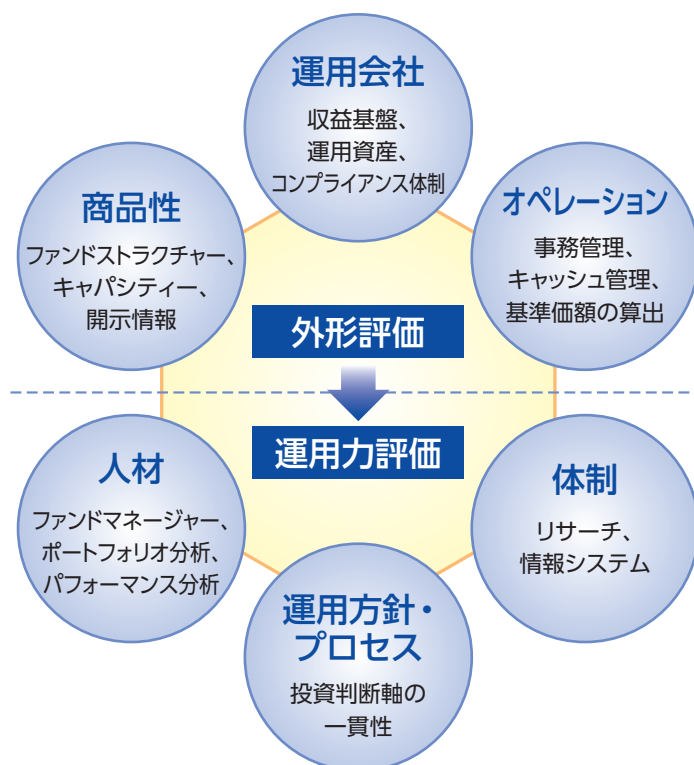 運用会社
収益基盤、
運用資産、
コンプライアンス体制
商品性
ファンドストラクチャー、
キャパシティー、
開示情報
オペレーション
事務管理、
キャッシュ管理、
基準価額の算出
外形評価
運用力評価
人材
ファンドマネージャー、
ポートフォリオ分析、
パフォーマンス分析
体制
リサーチ、
情報システム
運用方針・
プロセス
投資判断軸の
一貫性